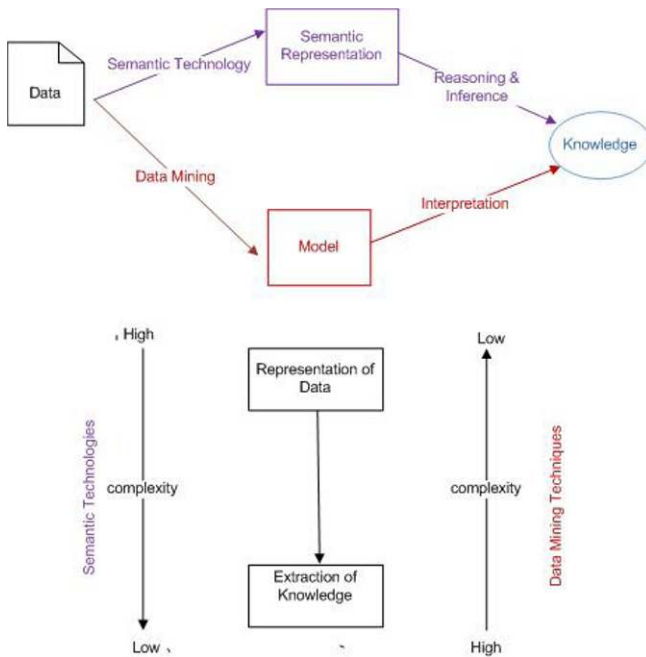 Semantic
Representation
Semantic Technology
Data
Reasoning &
Inference
Knowledge
Data Mining
Interpretation
Model
High
Low
Representation of
Data
Semantic Technologies
complexity
complexity
Data Mining Techniques
Extraction of
Knowledge
Low
High